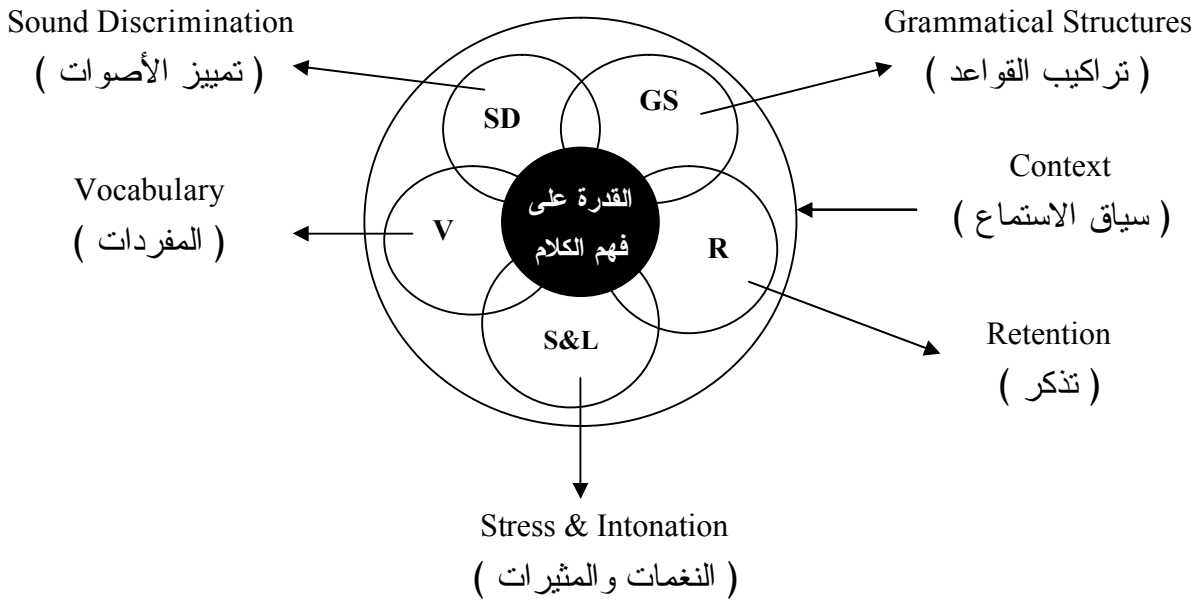 Sound Discrimination
( تمييز الأصوات )
Grammatical Structures
( تراكيب القواعد )
SD
GS
Vocabulary
( المفردات )
V
القدرة على
فهم الكلام
R
Context
( سياق الاستماع )
S&L
Retention
( تذكر )
Stress & Intonation
( النغمات والمثيرات )